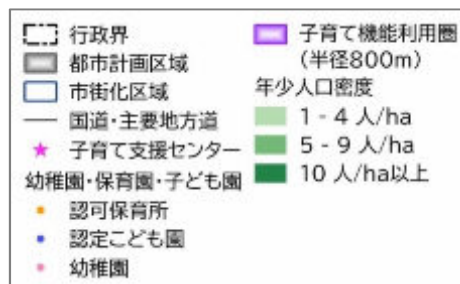 行政界
都市計画区域
市街化区域
国道・主要地方道
子育て支援センター
幼稚園・保育園・子ども園
認可保育所
認定こども園
幼稚園
子育て機能利用圏
(半径800m)
年少人口密度
1 - 4 人/ha
5 - 9 人/ha
10 人/ha以上